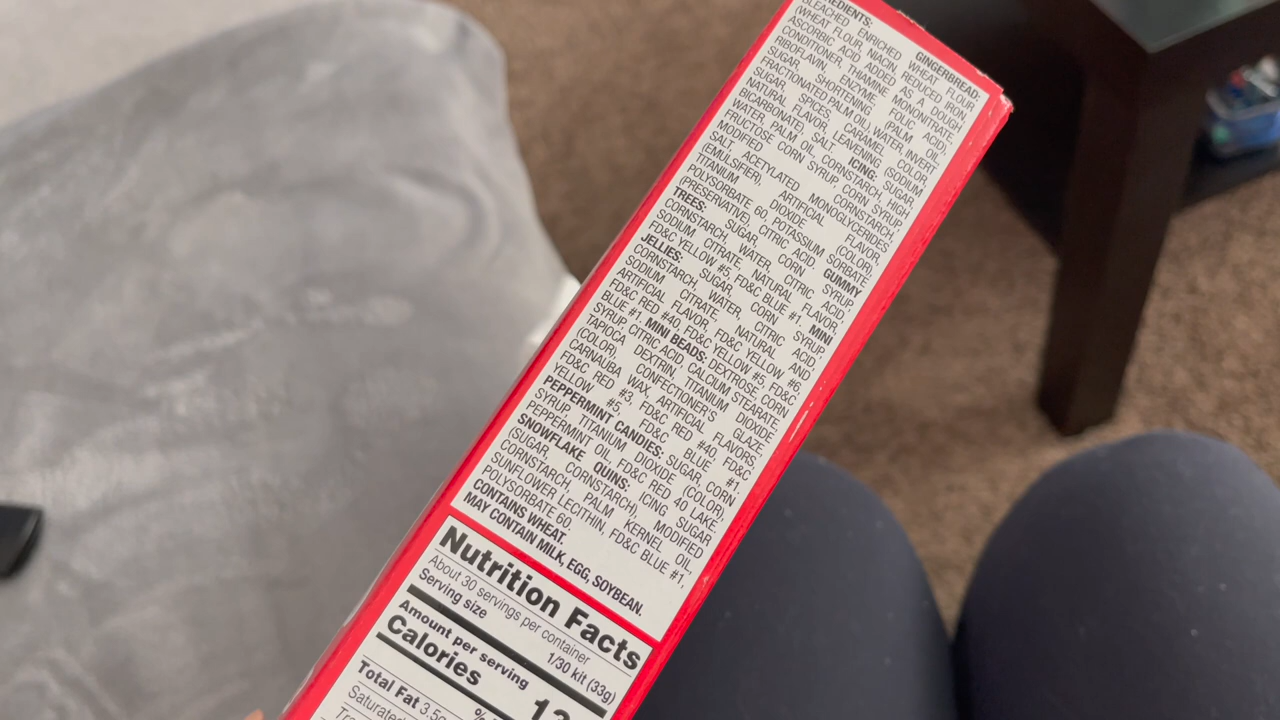 EDIENTS: GINGERBREAD:
BLEACHED ENRICHED WHEAT FLOUR
(WHEAT FLOUR, NIACIN, REDUCED IRON,
ASCORBIC ACID ADDED AS A DOUGH
CONDITIONER, THIAMINE MONONITRATE,
RIBOFLAVIN, ENZYME, FOLIC ACID),
SUGAR, SHORTENING (PALM OIL,
FRACTIONATED PALM OIL), WATER, INVERT
SUGAR, SPICES, CARAMEL COLOR,
NATURAL FLAVOR, LEAVENING (SODIUM
BICARBONATE), SALT. ICING: SUGAR,
WATER, PALM OIL, CORNSTARCH, HIGH
FRUCTOSE CORN SYRUP, CORN SYRUP,
MODIFIED CORNSTARCH,
SALT, ACETYLATED MONOGLYCERIDES
(EMULSIFIER), ARTIFICIAL FLAVOR,
TITANIUM DIOXIDE (COLOR),
POLYSORBATE 60, POTASSIUM SORBATE
(PRESERVATIVE), CITRIC ACID. GUMMY
TREES: SUGAR, CORN SYRUP,
CORNSTARCH, WATER, CITRIC ACID,
SODIUM CITRATE, NATURAL FLAVOR,
FD&C YELLOW #5, FD&C BLUE #1. MINI
JELLIES: SUGAR, CORN SYRUP,
CORNSTARCH, WATER, CITRIC ACID,
SODIUM CITRATE, NATURAL AND
ARTIFICIAL FLAVOR, FD&C YELLOW #6,
FD&C RED #40, FD&C YELLOW #5, FD&C
BLUE #1. MINI BEADS: DEXTROSE, CORN
SYRUP, CITRIC ACID, CALCIUM STEARATE,
TAPIOCA DEXTRIN, TITANIUM DIOXIDE
(COLOR), CONFECTIONER'S GLAZE,
CARNAUBA WAX, ARTIFICIAL FLAVORS,
FD&C RED #3, FD&C RED #40, FD&C
YELLOW #5, FD&C BLUE #1.
PEPPERMINT CANDIES: SUGAR, CORN
SYRUP, TITANIUM DIOXIDE (COLOR),
PEPPERMINT OIL, FD&C RED 40 LAKE.
SNOWFLAKE QUINS: ICING SUGAR
(SUGAR, CORNSTARCH), MODIFIED
CORNSTARCH, PALM KERNEL OIL,
SUNFLOWER LECITHIN, FD&C BLUE #1,
POLYSORBATE 60.
CONTAINS WHEAT.
MAY CONTAIN MILK, EGG, SOYBEAN.
Nutrition Facts
About 30 servings per container
Serving size 1/30 kit (33g)
Amount per serving
Calories
Total Fat 3.5g